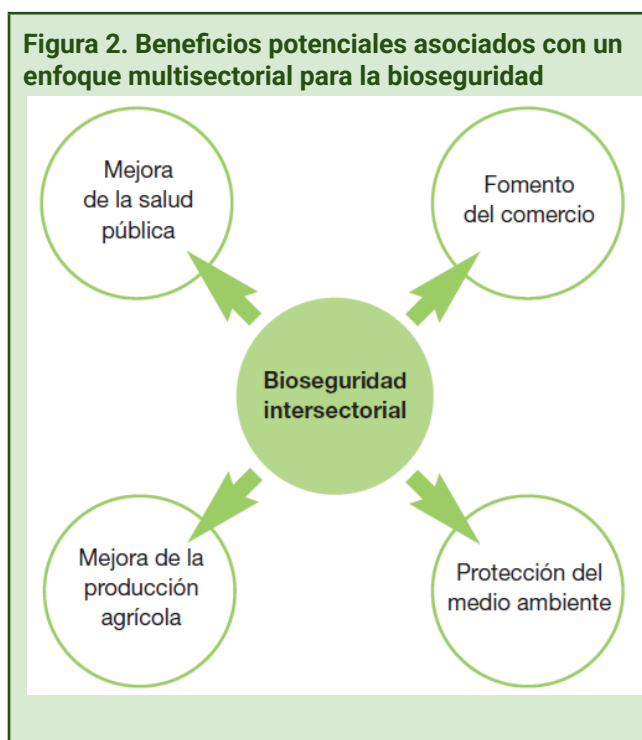 Figura 2. Beneficios potenciales asociados con un
enfoque multisectorial para la bioseguridad
Mejora
de la salud
pública
Fomento
del comercio
Bioseguridad
intersectorial
Mejora de la
producción
agrícola
Protección del
medio ambiente